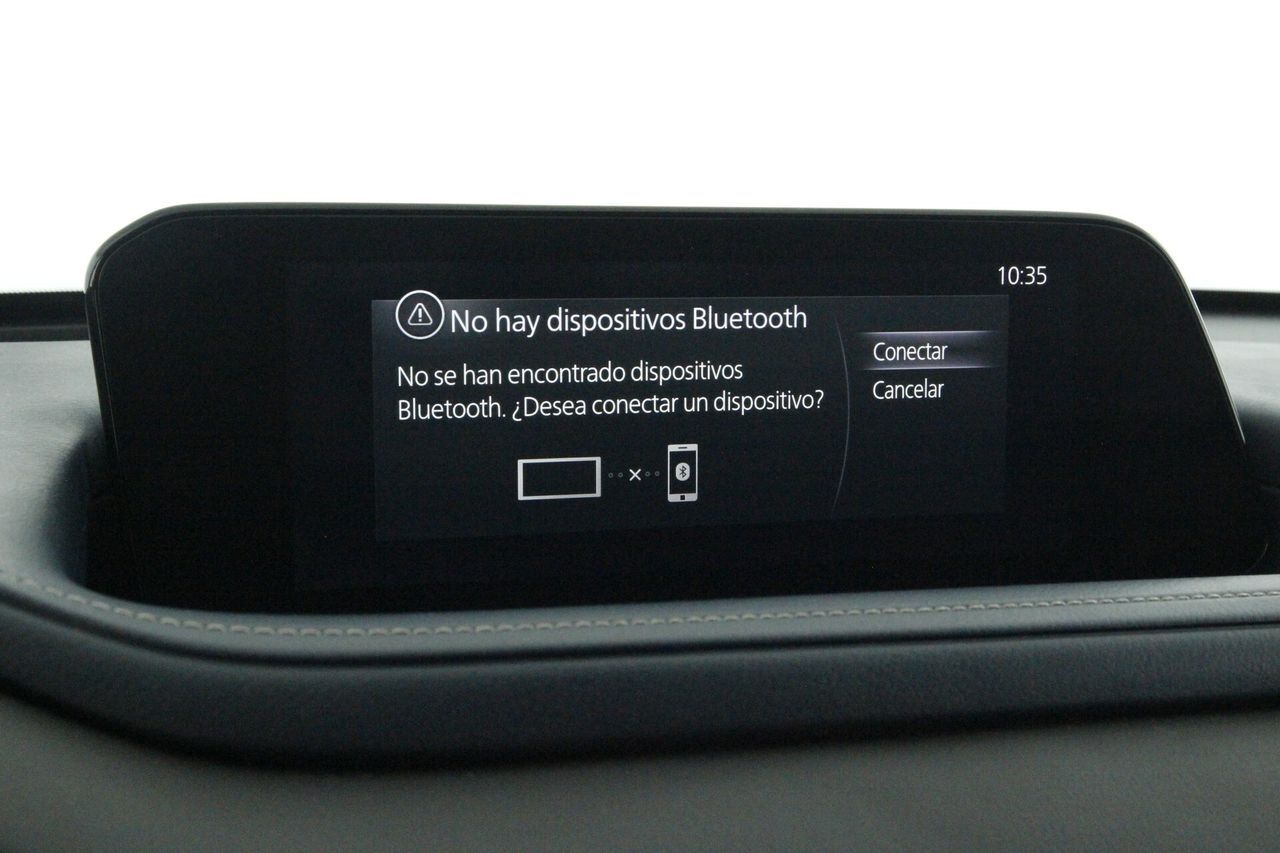 10:35
No hay dispositivos Bluetooth
No se han encontrado dispositivos
Bluetooth. ¿Desea conectar un dispositivo?
Conectar
Cancelar